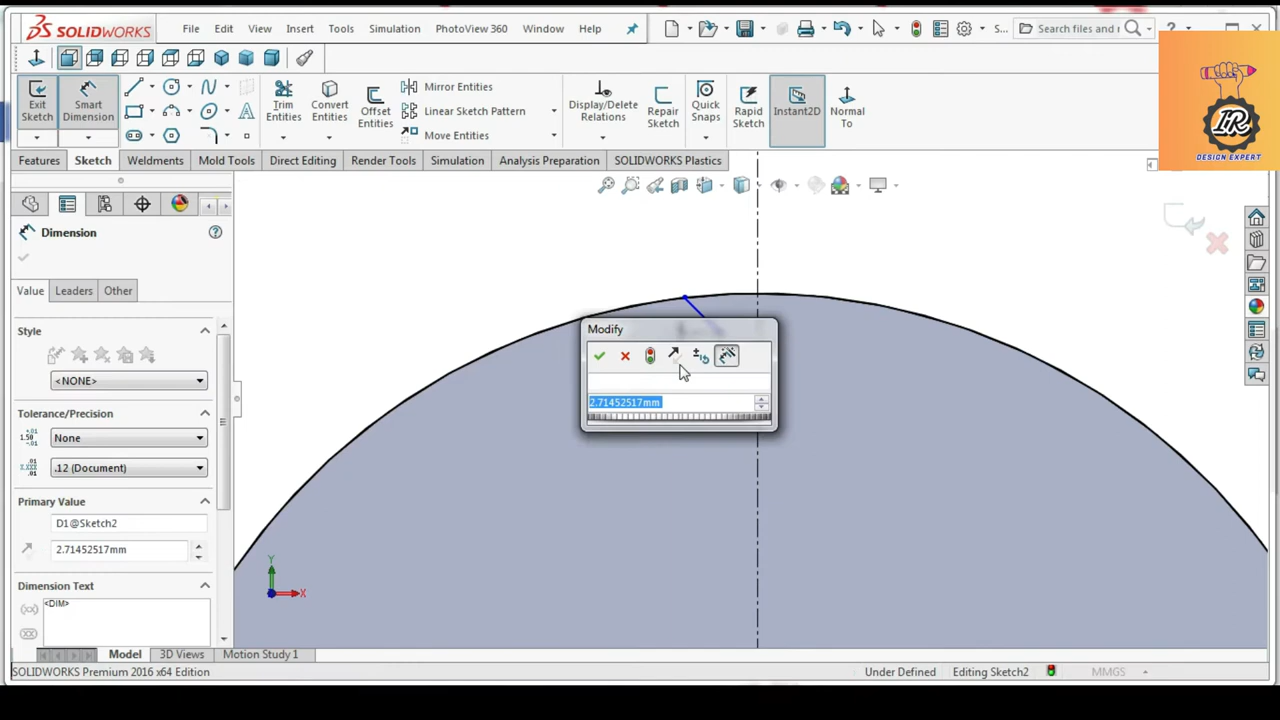 SOLIDWORKS
File
Edit
View
Insert
Tools
Simulation
PhotoView 360
Window
Help
S...
Search files and
IR
DESIGN EXPERT
Exit
Sketch
Smart
Dimension
Trim
Entities
Convert
Entities
Offset
Entities
Mirror Entities
Linear Sketch Pattern
Move Entities
Display/Delete
Relations
Repair
Sketch
Quick
Snaps
Rapid
Sketch
Instant2D
Normal
To
Features
Sketch
Weldments
Mold Tools
Direct Editing
Render Tools
Simulation
Analysis Preparation
SOLIDWORKS Plastics
Dimension
Value
Leaders
Other
Style
<NONE>
Tolerance/Precision
None
.12 (Document)
Primary Value
D1@Sketch2
2.71452517mm
Dimension Text
<DIM>
Modify
2.71452517mm
Y
X
Model
3D Views
Motion Study 1
SOLIDWORKS Premium 2016 x64 Edition
Under Defined
Editing Sketch2
MMGS